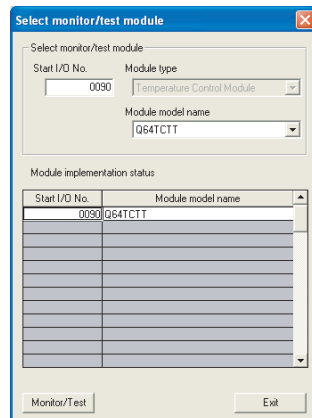 Select monitor/test module
Select monitor/test module
Start I/O No. Module type
0090 Temperature Control Module
Module model name
Q64TCTT
Module implementation status
Start I/O No. Module model name
0090 Q64TCTT
Monitor/Test Exit